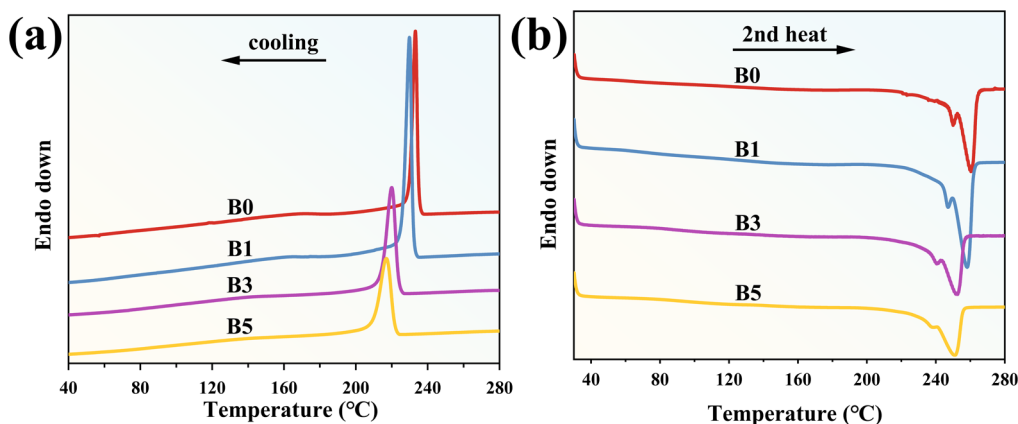 (a)
cooling
B0
B1
B3
B5
Endo down
40 80 120 160 200 240 280
Temperature (℃)
(b)
2nd heat
B0
B1
B3
B5
Endo down
40 80 120 160 200 240 280
Temperature (℃)